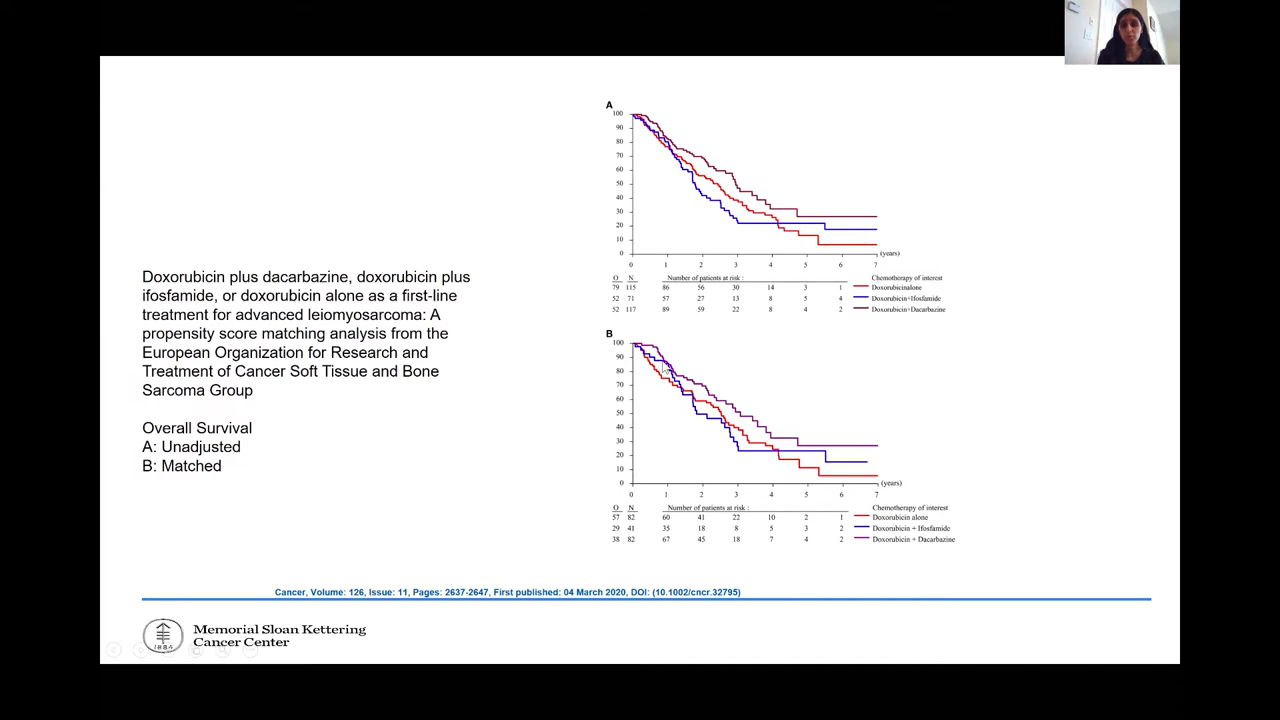 Doxorubicin plus dacarbazine, doxorubicin plus
ifosfamide, or doxorubicin alone as a first-line
treatment for advanced leiomyosarcoma: A
propensity score matching analysis from the
European Organization for Research and
Treatment of Cancer Soft Tissue and Bone
Sarcoma Group
Overall Survival
A: Unadjusted
B: Matched
A
100
90
80
70
60
50
40
30
20
10
0
(years)
0 1 2 3 4 5 6 7
O N Number of patients at risk : Chemotherapy of interest
79 115 86 56 30 14 3 1 Doxorubicinalone
52 71 57 27 13 8 5 4 Doxorubicin+Ifosfamide
52 117 89 59 22 8 4 2 Doxorubicin+Dacarbazine
B
100
90
80
70
60
50
40
30
20
10
0
(years)
0 1 2 3 4 5 6 7
O N Number of patients at risk : Chemotherapy of interest
57 82 60 41 22 10 2 1 Doxorubicin alone
29 41 35 18 8 5 3 2 Doxorubicin + Ifosfamide
38 82 67 45 18 7 4 2 Doxorubicin + Dacarbazine
Cancer, Volume: 126, Issue: 11, Pages: 2637-2647, First published: 04 March 2020, DOI: (10.1002/cncr.32795)
Memorial Sloan Kettering
Cancer Center
1884